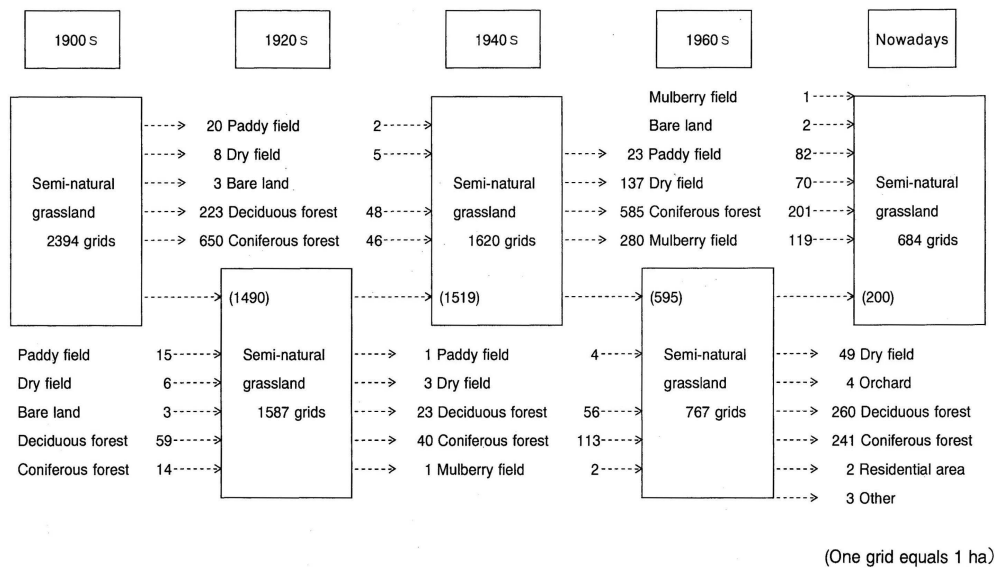 1900 S 1920 S 1940 S 1960 S Nowadays
Mulberry field 1
Bare land 2
20 Paddy field 2
23 Paddy field 82
8 Dry field 5
137 Dry field 70
3 Bare land
223 Deciduous forest 48
585 Coniferous forest 201
650 Coniferous forest 46
280 Mulberry field 119
Semi-natural
grassland
2394 grids
Semi-natural
grassland
1620 grids
Semi-natural
grassland
684 grids
(1490) (1519) (595) (200)
Paddy field 15
Dry field 6
Bare land 3
Deciduous forest 59
Coniferous forest 14
Semi-natural
grassland
1587 grids
1 Paddy field 4
3 Dry field
23 Deciduous forest 56
40 Coniferous forest 113
1 Mulberry field 2
Semi-natural
grassland
767 grids
49 Dry field
4 Orchard
260 Deciduous forest
241 Coniferous forest
2 Residential area
3 Other
(One grid equals 1 ha)